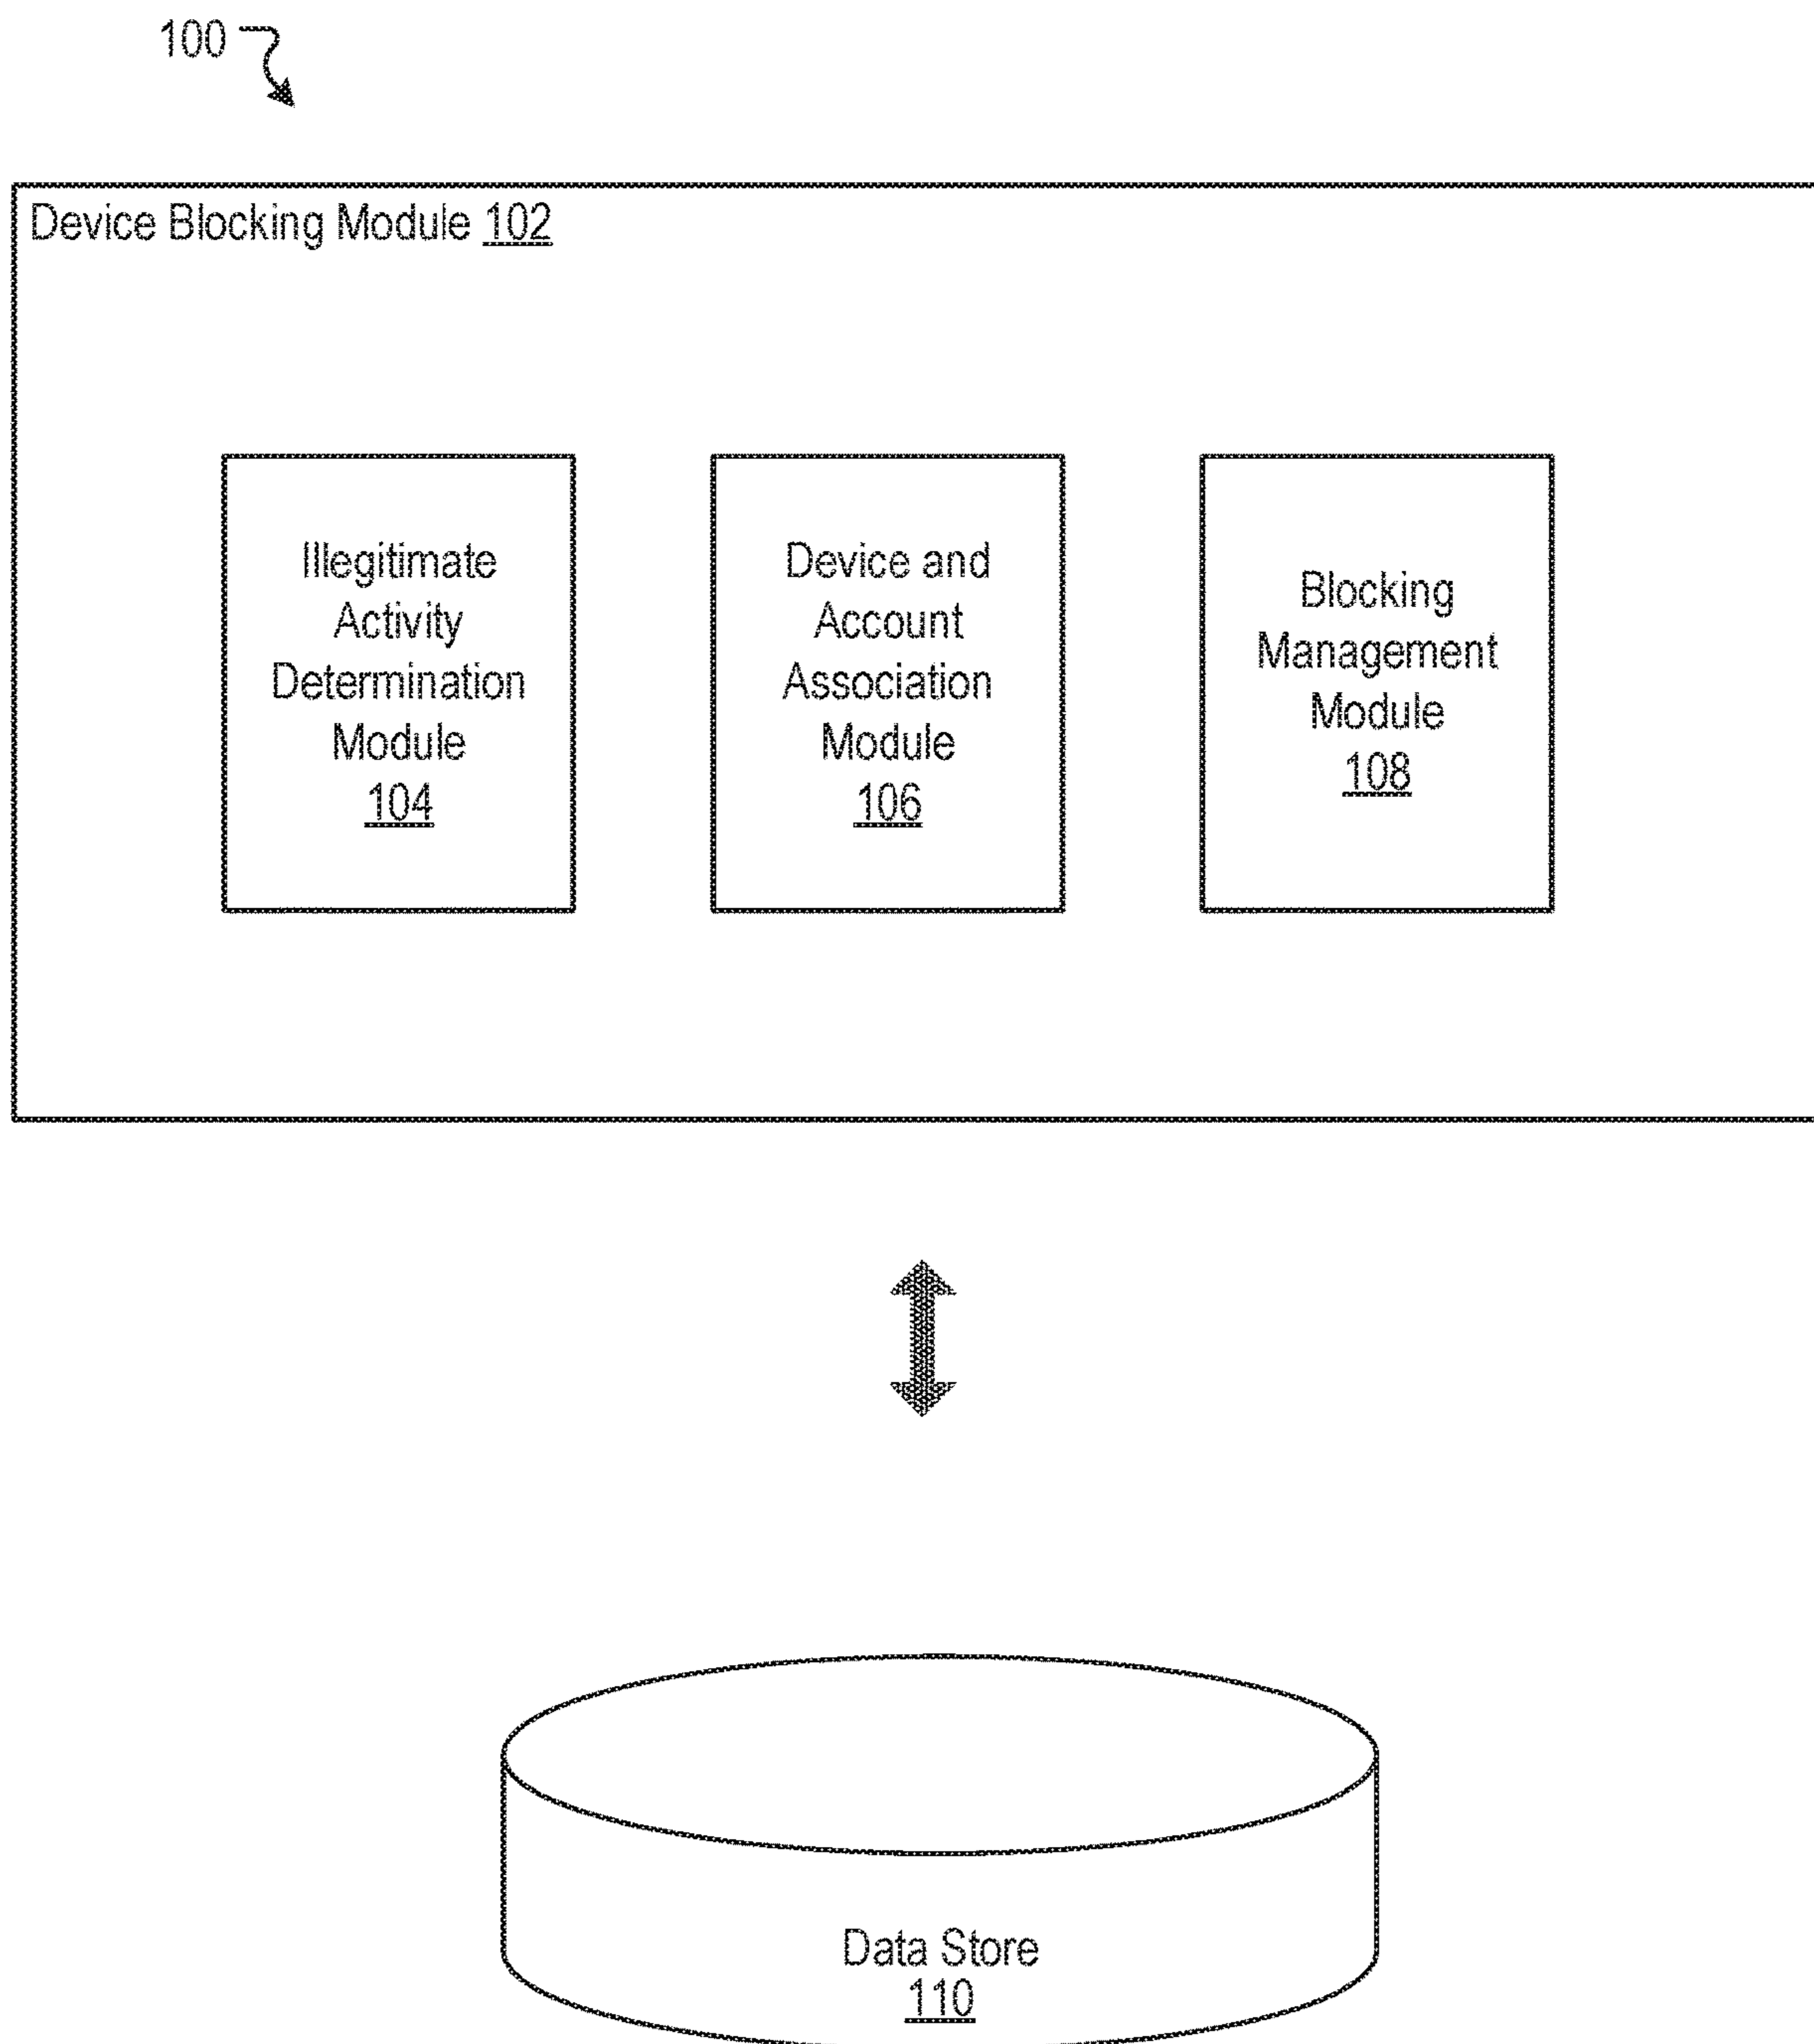 100
Device Blocking Module 102
Illegitimate
Activity
Determination
Module
104
Device and
Account
Association
Module
106
Blocking
Management
Module
108
Data Store
110